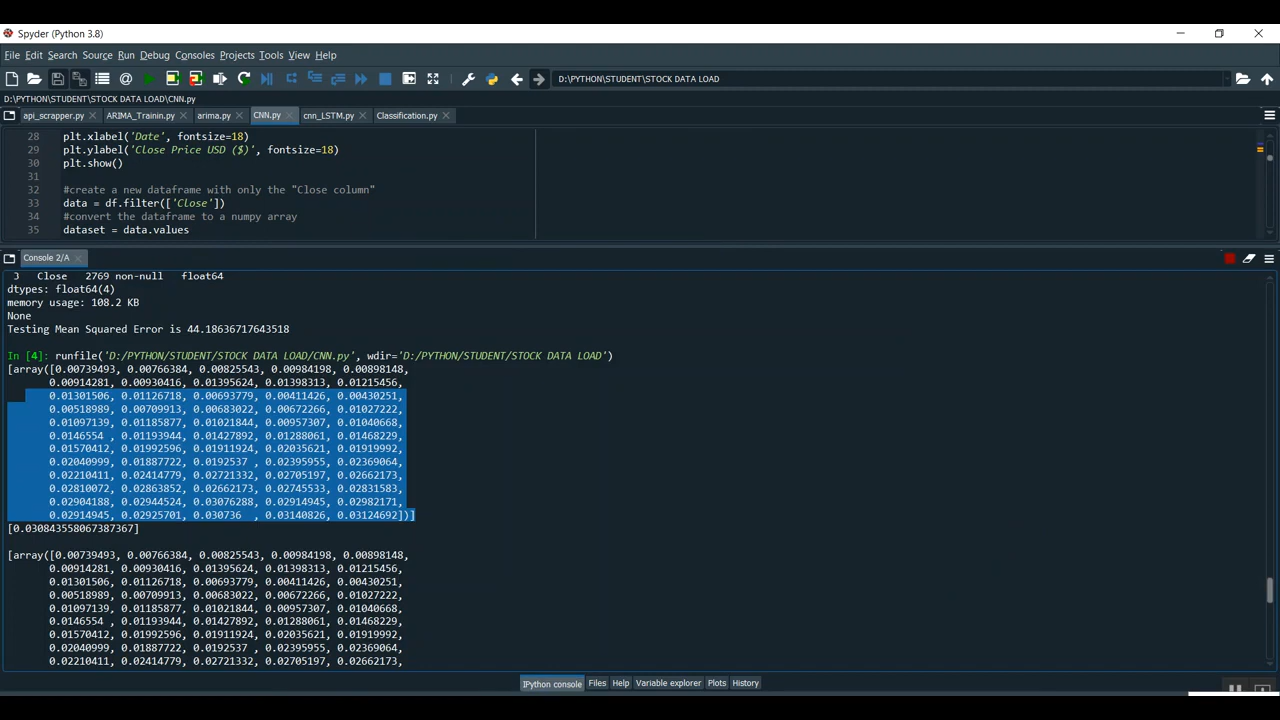 Spyder (Python 3.8)
File Edit Search Source Run Debug Consoles Projects Tools View Help
D:\PYTHON\STUDENT\STOCK DATA LOAD
D:\PYTHON\STUDENT\STOCK DATA LOAD\CNN.py
api_scrapper.py ARIMA_Trainin.py arima.py CNN.py cnn_LSTM.py Classification.py
28 plt.xlabel('Date', fontsize=18)
29 plt.ylabel('Close Price USD ($)', fontsize=18)
30 plt.show()
31
32 #create a new dataframe with only the "Close column"
33 data = df.filter(['Close'])
34 #convert the dataframe to a numpy array
35 dataset = data.values
Console 2/A
3 Close 2769 non-null float64
dtypes: float64(4)
memory usage: 108.2 KB
None
Testing Mean Squared Error is 44.18636717643518
In [4]: runfile('D:/PYTHON/STUDENT/STOCK DATA LOAD/CNN.py', wdir='D:/PYTHON/STUDENT/STOCK DATA LOAD')
[array([0.00739493, 0.00766384, 0.00825543, 0.00984198, 0.00898148,
0.00914281, 0.00930416, 0.01395624, 0.01398313, 0.01215456,
0.01301506, 0.01126718, 0.00693779, 0.00411426, 0.00430251,
0.00518989, 0.00709913, 0.00683022, 0.00672266, 0.01027222,
0.01097139, 0.01185877, 0.01021844, 0.00957307, 0.01040668,
0.0146554 , 0.01193944, 0.01427892, 0.01288061, 0.01468229,
0.01570412, 0.01992596, 0.01911924, 0.02035621, 0.01919992,
0.02040999, 0.01887722, 0.0192537 , 0.02395955, 0.02369064,
0.02210411, 0.02414779, 0.02721332, 0.02705197, 0.02662173,
0.02810072, 0.02863852, 0.02662173, 0.02745533, 0.02831583,
0.02904188, 0.02944524, 0.03076288, 0.02914945, 0.02982171,
0.02914945, 0.02925701, 0.030736 , 0.03140826, 0.03124692])]
[0.030843558067387367]
[array([0.00739493, 0.00766384, 0.00825543, 0.00984198, 0.00898148,
0.00914281, 0.00930416, 0.01395624, 0.01398313, 0.01215456,
0.01301506, 0.01126718, 0.00693779, 0.00411426, 0.00430251,
0.00518989, 0.00709913, 0.00683022, 0.00672266, 0.01027222,
0.01097139, 0.01185877, 0.01021844, 0.00957307, 0.01040668,
0.0146554 , 0.01193944, 0.01427892, 0.01288061, 0.01468229,
0.01570412, 0.01992596, 0.01911924, 0.02035621, 0.01919992,
0.02040999, 0.01887722, 0.0192537 , 0.02395955, 0.02369064,
0.02210411, 0.02414779, 0.02721332, 0.02705197, 0.02662173,
IPython console Files Help Variable explorer Plots History